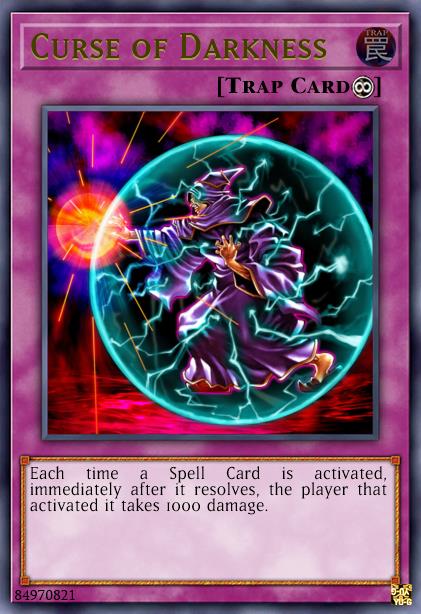 CURSE OF DARKNESS
TRAP
罠
[TRAP CARD]
Each time a Spell Card is activated,
immediately after it resolves, the player that
activated it takes 1000 damage.
84970821